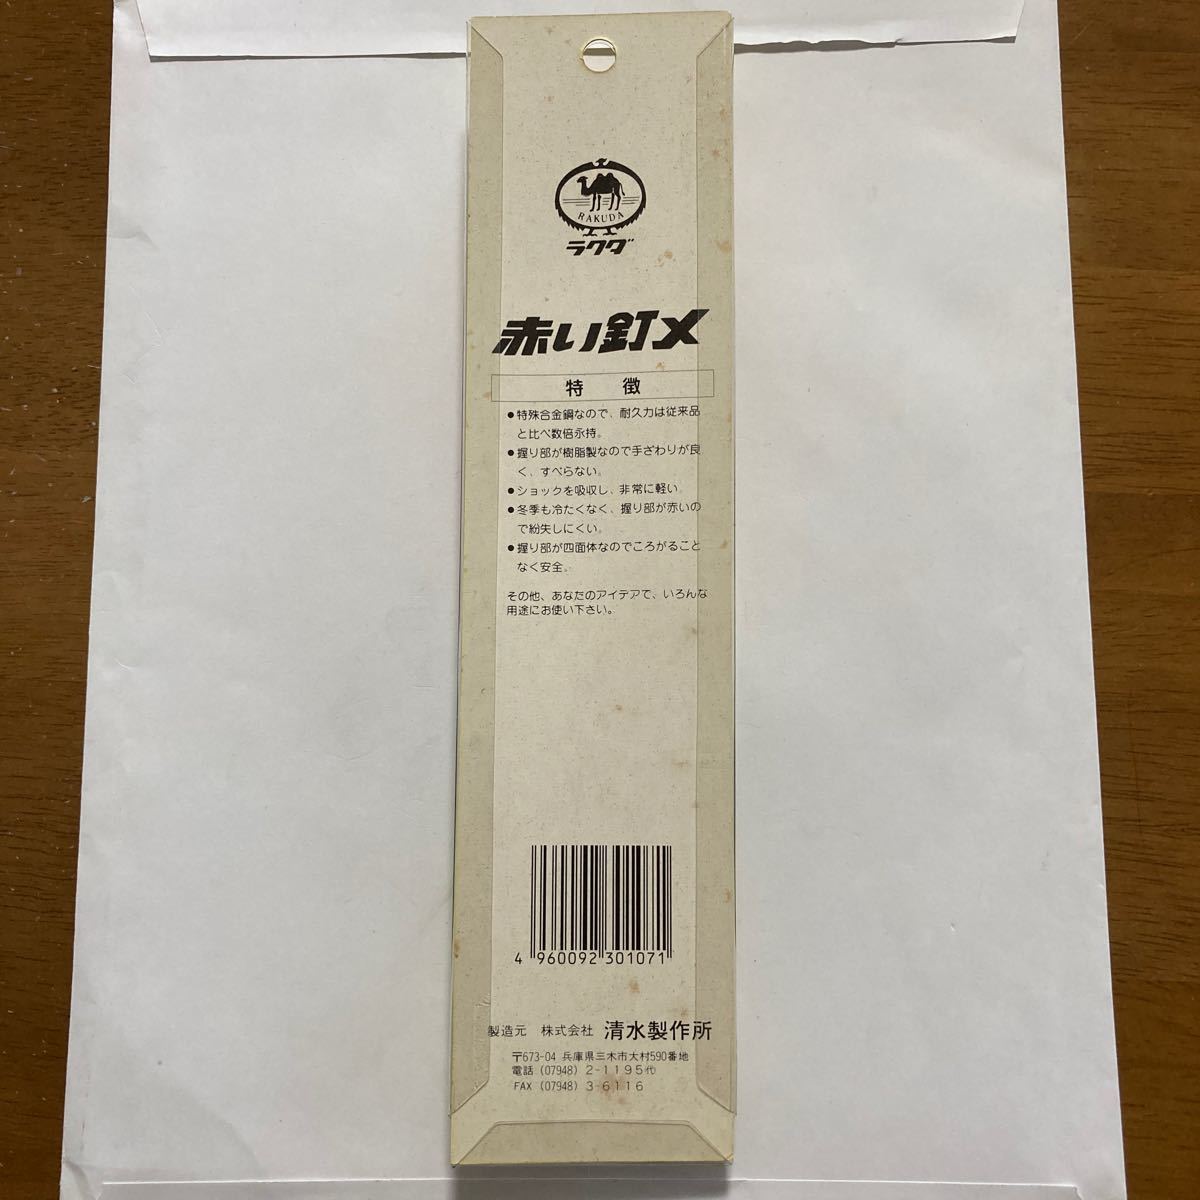 RAKUDA
ラクダ
赤い釘〆
特徴
●特殊合金鋼なので、耐久力は従来品
と比べ数倍永持。
●握り部が樹脂製なので手ざわりが良
く、すべらない。
●ショックを吸収し、非常に軽い。
●冬季も冷たくなく、握り部が赤いの
で紛失しにくい。
●握り部が四面体なのでころがること
なく安全。
その他、あなたのアイデアで、いろんな
用途にお使い下さい。
4 960092 301071
製造元 株式会社 清水製作所
〒673-04 兵庫県三木市大村590番地
電話 (07948) 2-1195代
FAX (07948) 3-6116